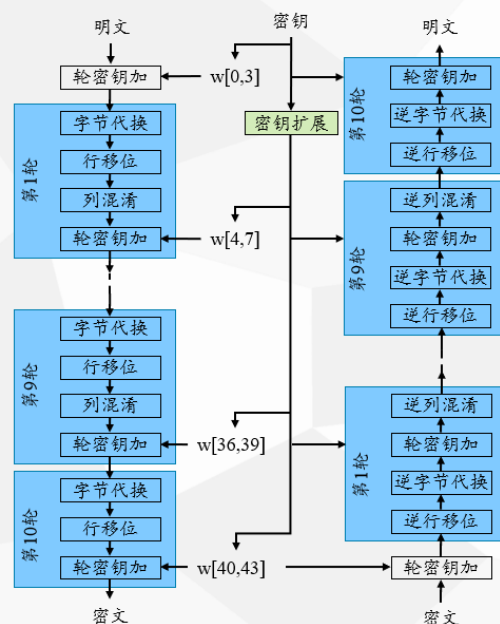 明文
轮密钥加
第1轮
字节代换
行移位
列混淆
轮密钥加
第9轮
字节代换
行移位
列混淆
轮密钥加
第10轮
字节代换
行移位
轮密钥加
密文
密钥
w[0,3]
密钥扩展
w[4,7]
w[36,39]
w[40,43]
明文
第10轮
轮密钥加
逆字节代换
逆行移位
第9轮
逆列混淆
轮密钥加
逆字节代换
逆行移位
第1轮
逆列混淆
轮密钥加
逆字节代换
逆行移位
轮密钥加
密文